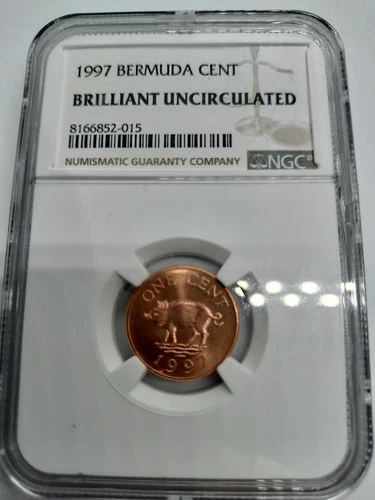 1997 BERMUDA CENT
BRILLIANT UNCIRCULATED
8166852-015
NUMISMATIC GUARANTY COMPANY
NGC
ONE CENT
1997